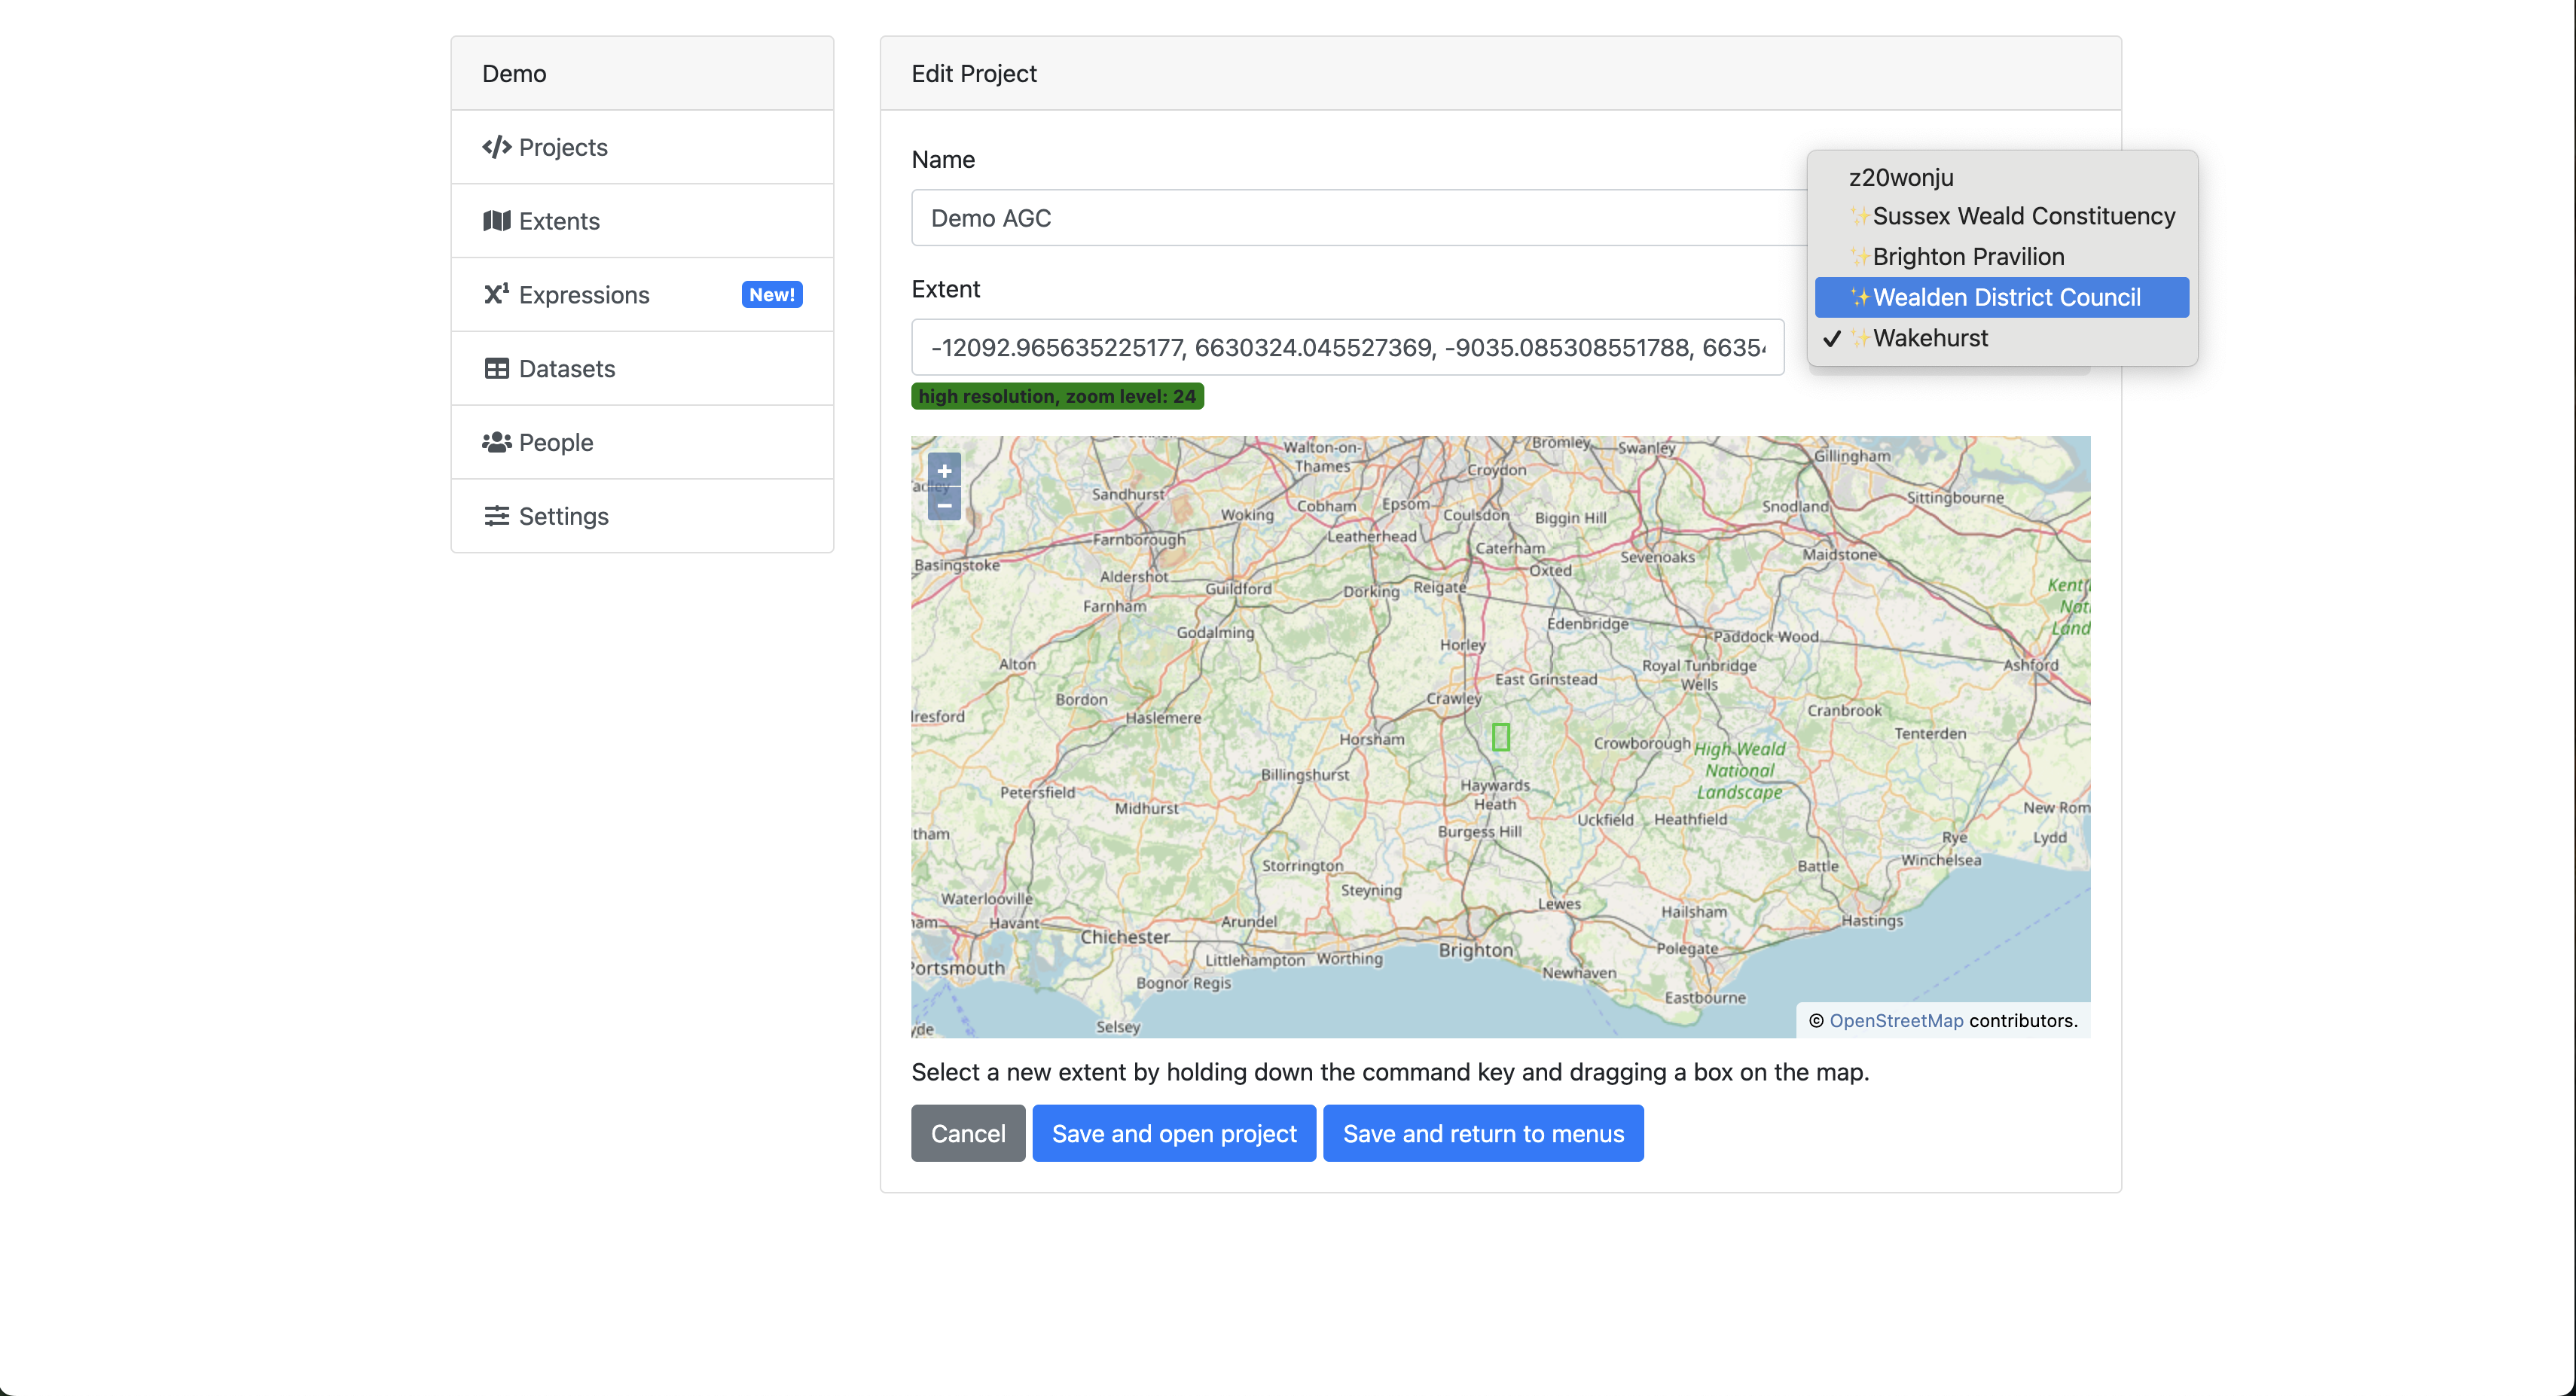 Demo
Projects
Extents
Expressions New!
Datasets
People
Settings
Edit Project
Name
Demo AGC
Extent
-12092.965635225177, 6630324.045527369, -9035.085308551788, 6635
high resolution, zoom level: 24
z20wonju
✨Sussex Weald Constituency
✨Brighton Pravilion
✨Wealden District Council
✓ ✨Wakehurst
+
−
Walton-on-
Thames
Bromley
Swanley
Gillingham
Croydon
Sandhurst
Sittingbourne
Woking
Cobham
Epsom
Coulsdon
Biggin Hill
Snodland
Farnborough
Leatherhead
Caterham
Sevenoaks
Maidstone
Basingstoke
Aldershot
Guildford
Dorking
Reigate
Oxted
Kent
Nat
Land
Farnham
Godalming
Edenbridge
Paddock Wood
Horley
Alton
Royal Tunbridge
Wells
Ashford
East Grinstead
Bordon
Crawley
lresford
Haslemere
Cranbrook
Horsham
Crowborough
High Weald
National
Landscape
Tenterden
Billingshurst
Haywards
Heath
Petersfield
Midhurst
Uckfield
Heathfield
New Rom
tham
Burgess Hill
Rye
Lydd
Storrington
Battle
Winchelsea
Steyning
Waterlooville
Lewes
Hailsham
Havant
Arundel
Hastings
Chichester
Brighton
Polegate
Littlehampton
Worthing
Portsmouth
Newhaven
Bognor Regis
Eastbourne
Selsey
yde
© OpenStreetMap contributors.
Select a new extent by holding down the command key and dragging a box on the map.
Cancel
Save and open project
Save and return to menus